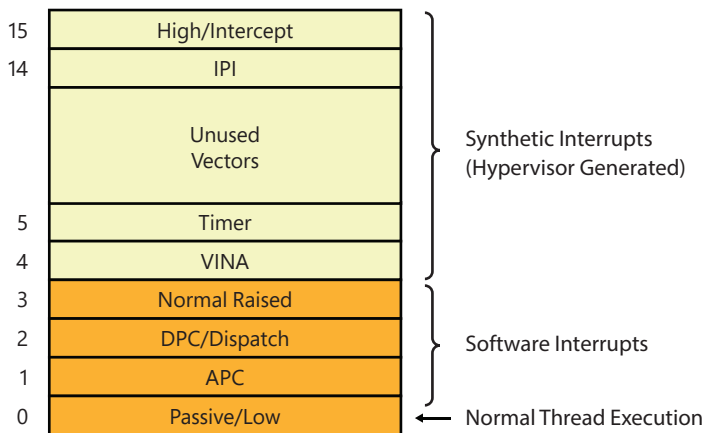 15 High/Intercept
14 IPI
Unused
Vectors
Synthetic Interrupts
(Hypervisor Generated)
5 Timer
4 VINA
3 Normal Raised
2 DPC/Dispatch Software Interrupts
1 APC
0 Passive/Low Normal Thread Execution